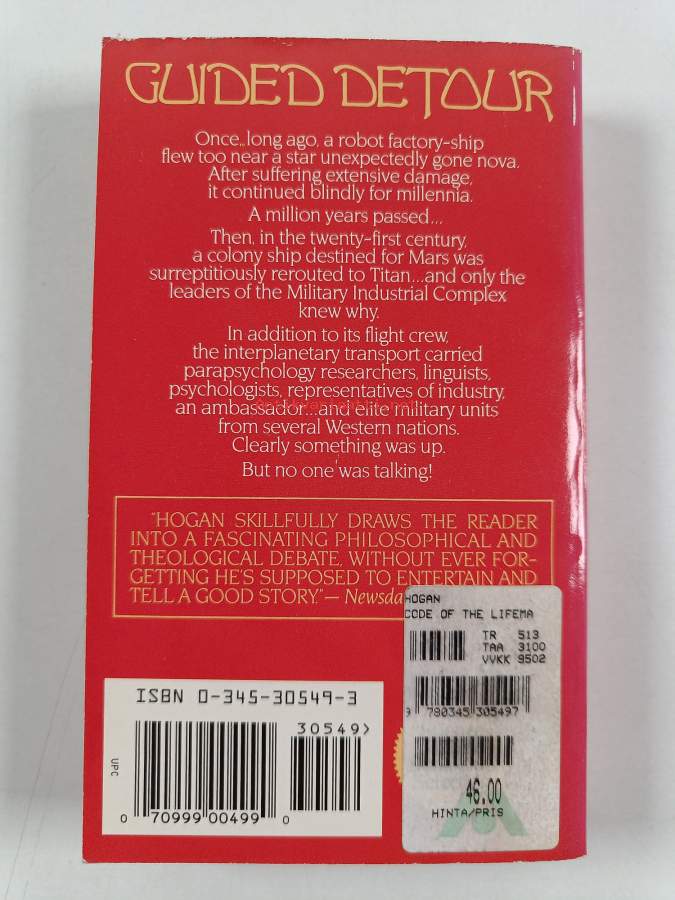 GUIDED DETOUR
Once...long ago, a robot factory-ship
flew too near a star unexpectedly gone nova.
After suffering extensive damage,
it continued blindly for millennia.
A million years passed...
Then, in the twenty-first century,
a colony ship destined for Mars was
surreptitiously rerouted to Titan...and only the
leaders of the Military Industrial Complex
knew why.
In addition to its flight crew,
the interplanetary transport carried
parapsychology researchers, linguists,
psychologists, representatives of industry,
an ambassador...and elite military units
from several Western nations.
Clearly something was up.
But no one was talking!
"HOGAN SKILLFULLY DRAWS THE READER
INTO A FASCINATING PHILOSOPHICAL AND
THEOLOGICAL DEBATE, WITHOUT EVER FOR-
GETTING HE'S SUPPOSED TO ENTERTAIN AND
TELL A GOOD STORY."— Newsda
HOGAN
CODE OF THE LIFEMA
TR 513
TAA 3100
VVKK 9502
9 780345 305497
46.00
HINTA/PRIS
ISBN 0-345-30549-3
30549>
UPC
0 70999 00499 0